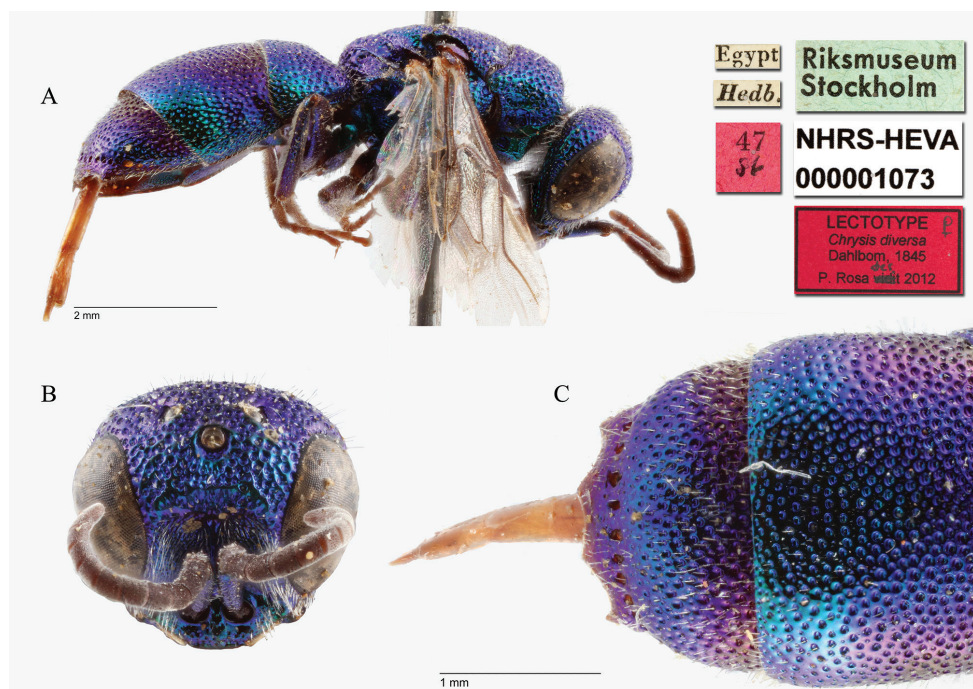 A
Egypt
Hedb.
Riksmuseum
Stockholm
47
56
NHRS-HEVA
000001073
LECTOTYPE ♀
Chrysis diversa
Dahlbom, 1845
det
P. Rosa 2012
2 mm
B
C
1 mm